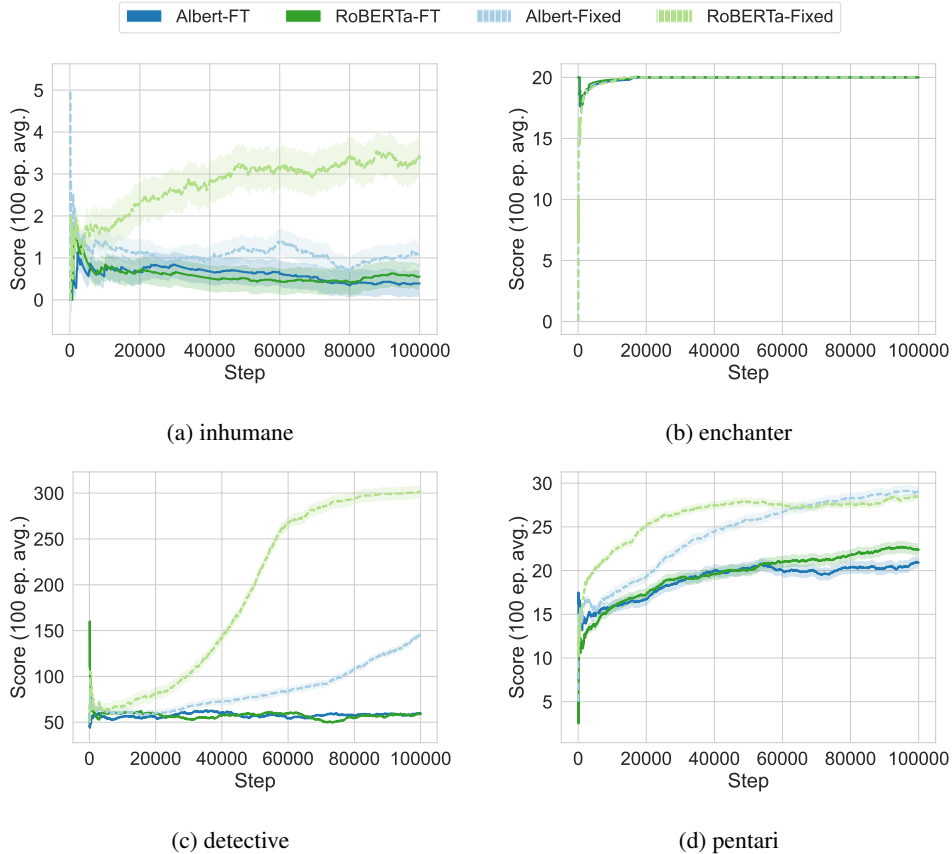 Albert-FT RoBERTa-FT Albert-Fixed RoBERTa-Fixed
Score (100 ep. avg.)
5
4
3
2
1
0
0 20000 40000 60000 80000 100000
Step
(a) inhumane
Score (100 ep. avg.)
20
15
10
5
0
0 20000 40000 60000 80000 100000
Step
(b) enchanter
Score (100 ep. avg.)
300
250
200
150
100
50
0 20000 40000 60000 80000 100000
Step
(c) detective
Score (100 ep. avg.)
30
25
20
15
10
5
0 20000 40000 60000 80000 100000
Step
(d) pentari